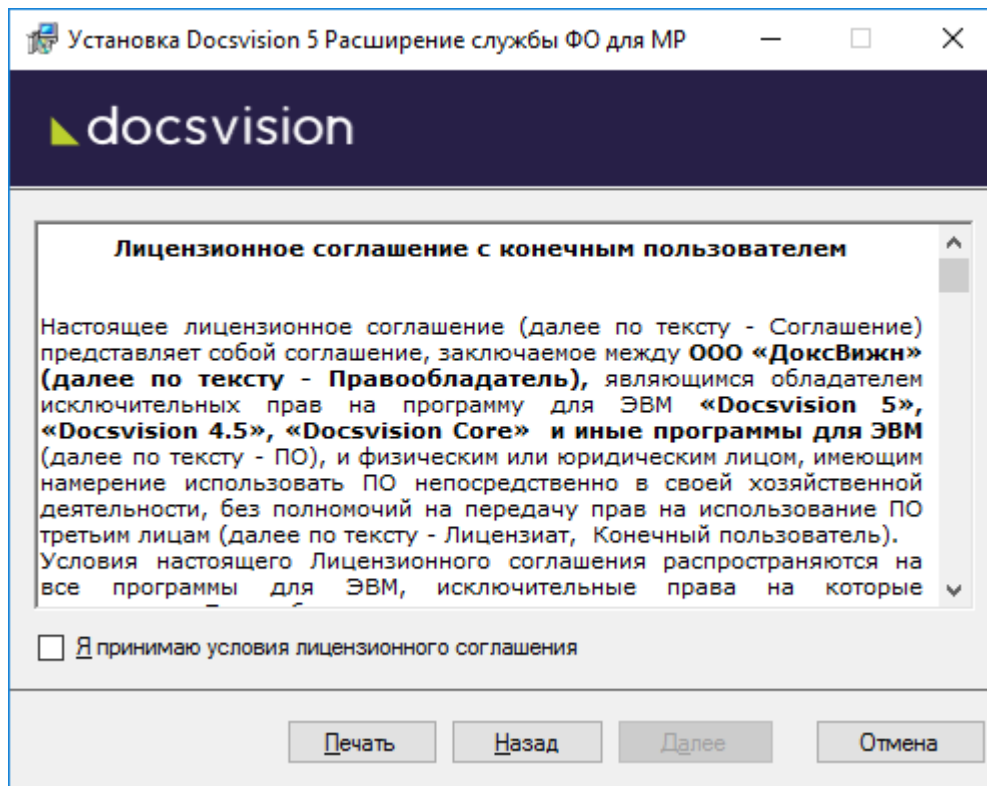 Установка Docsvision 5 Расширение службы ФО для МР
docsvision
Лицензионное соглашение с конечным пользователем
Настоящее лицензионное соглашение (далее по тексту - Соглашение)
представляет собой соглашение, заключаемое между ООО «ДоксВижн»
(далее по тексту - Правообладатель), являющимся обладателем
исключительных прав на программу для ЭВМ «Docsvision 5»,
«Docsvision 4.5», «Docsvision Core» и иные программы для ЭВМ
(далее по тексту - ПО), и физическим или юридическим лицом, имеющим
намерение использовать ПО непосредственно в своей хозяйственной
деятельности, без полномочий на передачу прав на использование ПО
третьим лицам (далее по тексту - Лицензиат, Конечный пользователь).
Условия настоящего Лицензионного соглашения распространяются на
все программы для ЭВМ, исключительные права на которые
Я принимаю условия лицензионного соглашения
Печать Назад Далее Отмена